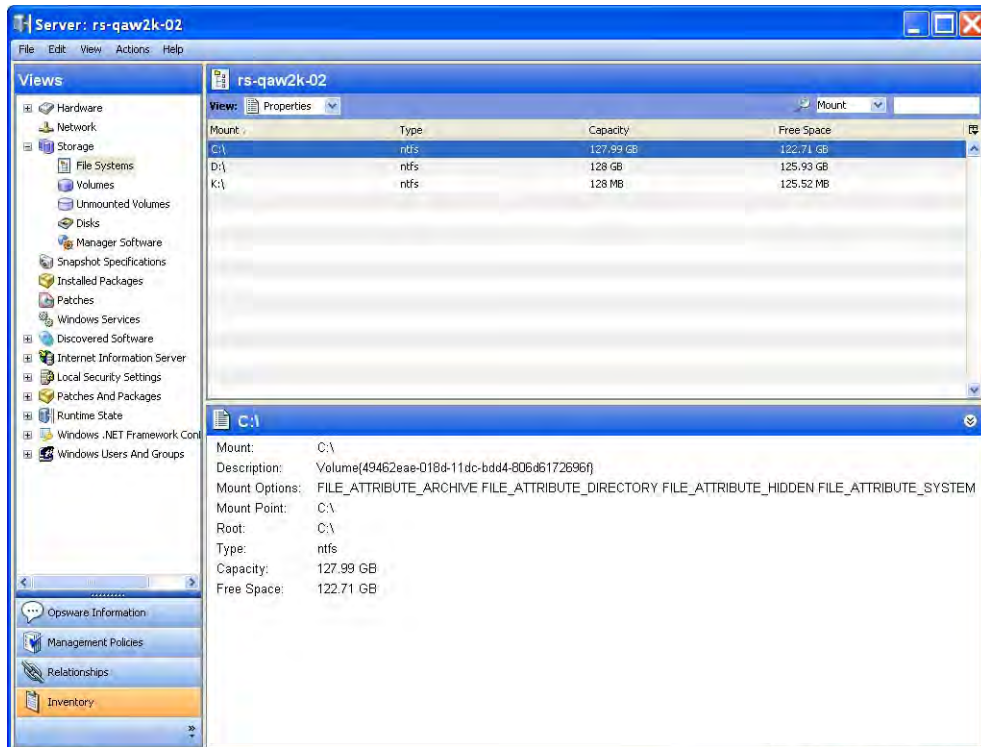 Server: rs-qaw2k-02
File Edit View Actions Help
Views
Hardware
Network
Storage
File Systems
Volumes
Unmounted Volumes
Disks
Manager Software
Snapshot Specifications
Installed Packages
Patches
Windows Services
Discovered Software
Internet Information Server
Local Security Settings
Patches And Packages
Runtime State
Windows .NET Framework Conf
Windows Users And Groups
Opsware Information
Management Policies
Relationships
Inventory
rs-qaw2k-02
View: Properties Mount
Mount Type Capacity Free Space
C:\ ntfs 127.99 GB 122.71 GB
D:\ ntfs 128 GB 125.93 GB
K:\ ntfs 128 MB 125.52 MB
C:\
Mount: C:\
Description: Volume{49462eae-018d-11dc-bdd4-806d6172696f}
Mount Options: FILE_ATTRIBUTE_ARCHIVE FILE_ATTRIBUTE_DIRECTORY FILE_ATTRIBUTE_HIDDEN FILE_ATTRIBUTE_SYSTEM
Mount Point: C:\
Root: C:\
Type: ntfs
Capacity: 127.99 GB
Free Space: 122.71 GB